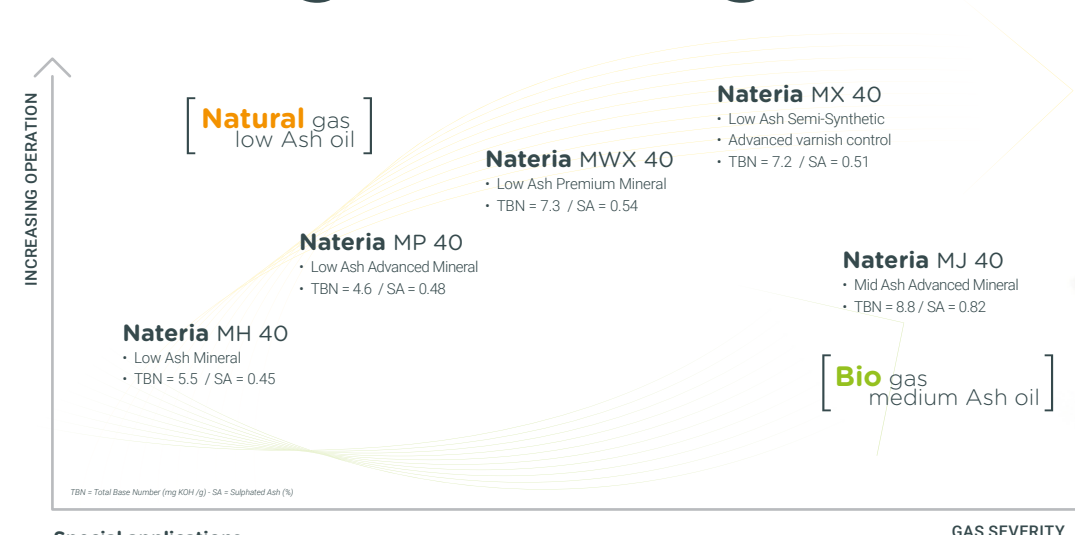 INCREASING OPERATION
Natural gas
low Ash oil
Nateria MX 40
• Low Ash Semi-Synthetic
• Advanced varnish control
• TBN = 7.2 / SA = 0.51
Nateria MWX 40
• Low Ash Premium Mineral
• TBN = 7.3 / SA = 0.54
Nateria MP 40
• Low Ash Advanced Mineral
• TBN = 4.6 / SA = 0.48
Nateria MJ 40
• Mid Ash Advanced Mineral
• TBN = 8.8 / SA = 0.82
Nateria MH 40
• Low Ash Mineral
• TBN = 5.5 / SA = 0.45
Bio gas
medium Ash oil
TBN = Total Base Number (mg KOH /g) - SA = Sulphated Ash (%)
GAS SEVERITY
Special applications